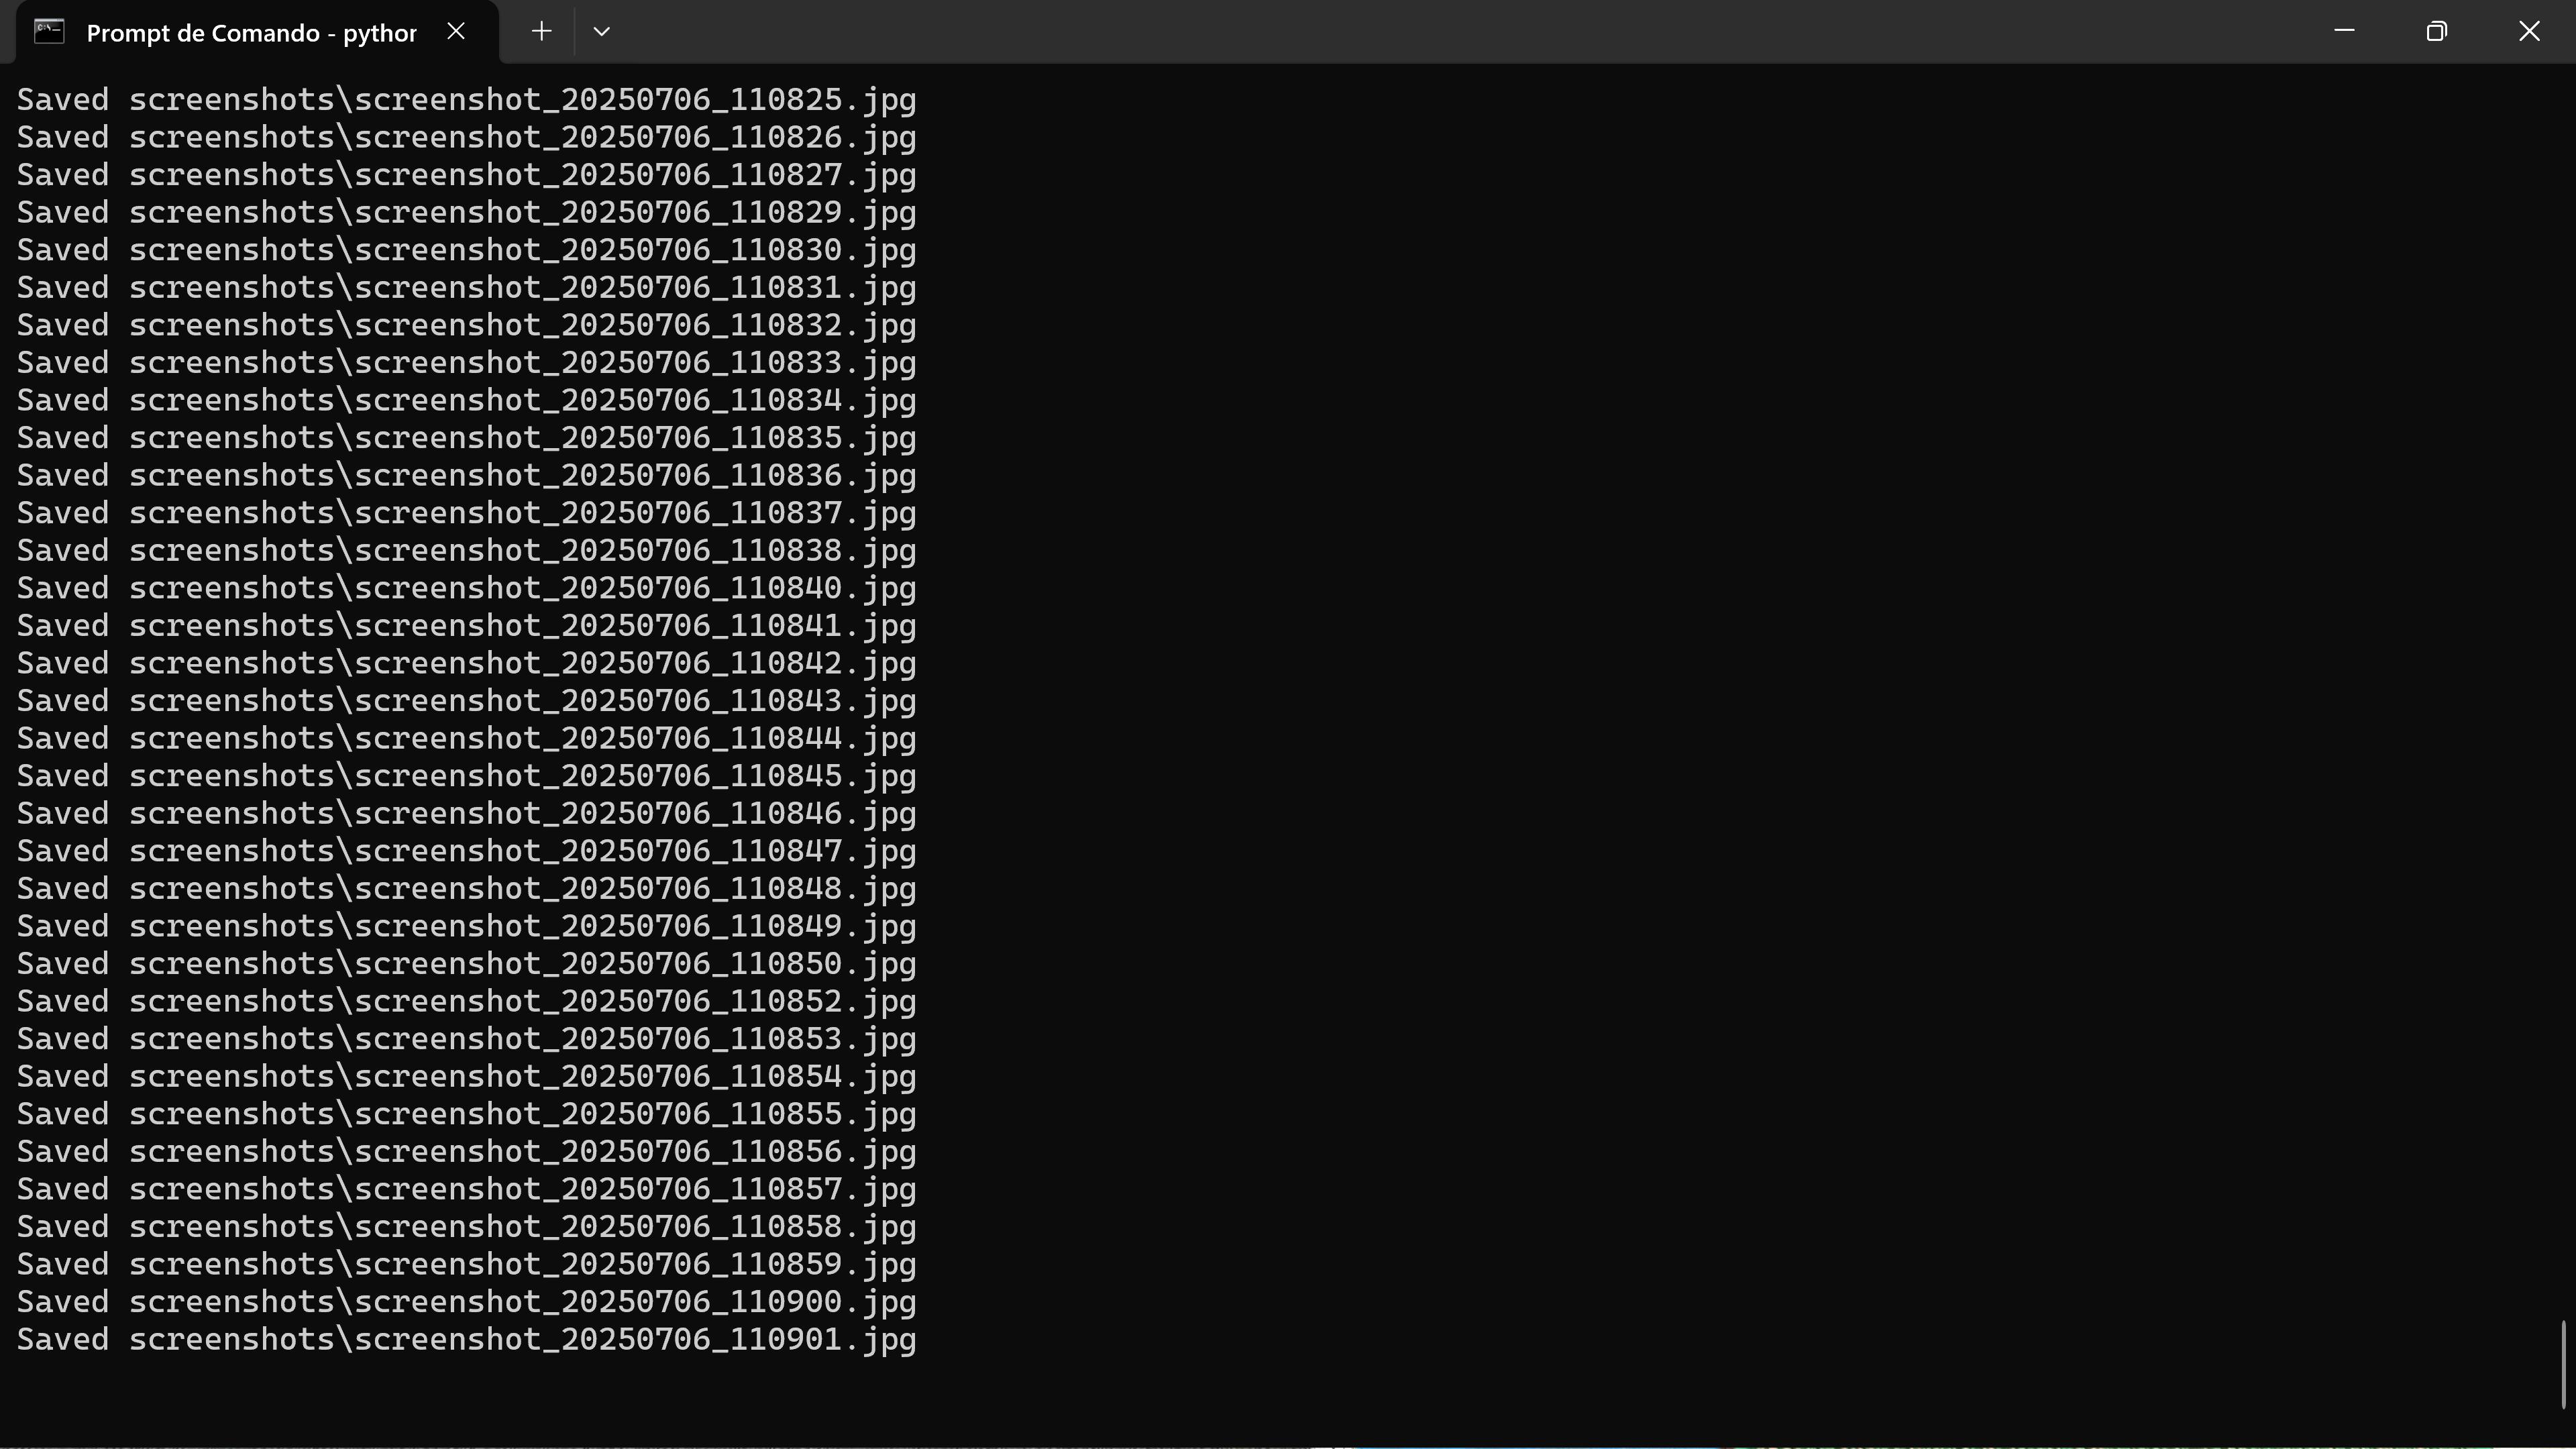 Prompt de Comando - python
Saved screenshots\screenshot_20250706_110825.jpg
Saved screenshots\screenshot_20250706_110826.jpg
Saved screenshots\screenshot_20250706_110827.jpg
Saved screenshots\screenshot_20250706_110829.jpg
Saved screenshots\screenshot_20250706_110830.jpg
Saved screenshots\screenshot_20250706_110831.jpg
Saved screenshots\screenshot_20250706_110832.jpg
Saved screenshots\screenshot_20250706_110833.jpg
Saved screenshots\screenshot_20250706_110834.jpg
Saved screenshots\screenshot_20250706_110835.jpg
Saved screenshots\screenshot_20250706_110836.jpg
Saved screenshots\screenshot_20250706_110837.jpg
Saved screenshots\screenshot_20250706_110838.jpg
Saved screenshots\screenshot_20250706_110840.jpg
Saved screenshots\screenshot_20250706_110841.jpg
Saved screenshots\screenshot_20250706_110842.jpg
Saved screenshots\screenshot_20250706_110843.jpg
Saved screenshots\screenshot_20250706_110844.jpg
Saved screenshots\screenshot_20250706_110845.jpg
Saved screenshots\screenshot_20250706_110846.jpg
Saved screenshots\screenshot_20250706_110847.jpg
Saved screenshots\screenshot_20250706_110848.jpg
Saved screenshots\screenshot_20250706_110849.jpg
Saved screenshots\screenshot_20250706_110850.jpg
Saved screenshots\screenshot_20250706_110852.jpg
Saved screenshots\screenshot_20250706_110853.jpg
Saved screenshots\screenshot_20250706_110854.jpg
Saved screenshots\screenshot_20250706_110855.jpg
Saved screenshots\screenshot_20250706_110856.jpg
Saved screenshots\screenshot_20250706_110857.jpg
Saved screenshots\screenshot_20250706_110858.jpg
Saved screenshots\screenshot_20250706_110859.jpg
Saved screenshots\screenshot_20250706_110900.jpg
Saved screenshots\screenshot_20250706_110901.jpg